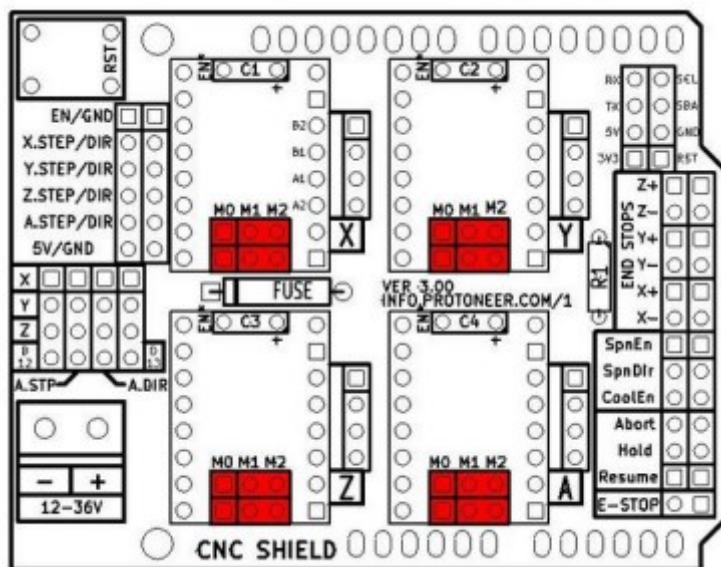 RST
EN/GND
X.STEP/DIR
Y.STEP/DIR
Z.STEP/DIR
A.STEP/DIR
5V/GND
X
Y
Z
D
12
D
13
A.STP
A.DIR
- +
12-36V
EN
C1
+
B2
B1
A1
A2
M0 M1 M2
X
EN
C2
+
M0 M1 M2
Y
FUSE
VER 3.00
INFO.PROTONEER.COM/1
R1
EN
C3
+
M0 M1 M2
Z
EN
C4
+
M0 M1 M2
A
CNC SHIELD
RX
TX
5V
3V3
GND
RST
END STOPS
Z+
Z-
Y+
Y-
X+
X-
SpnEn
SpnDir
CoolEn
Abort
Hold
Resume
E-STOP